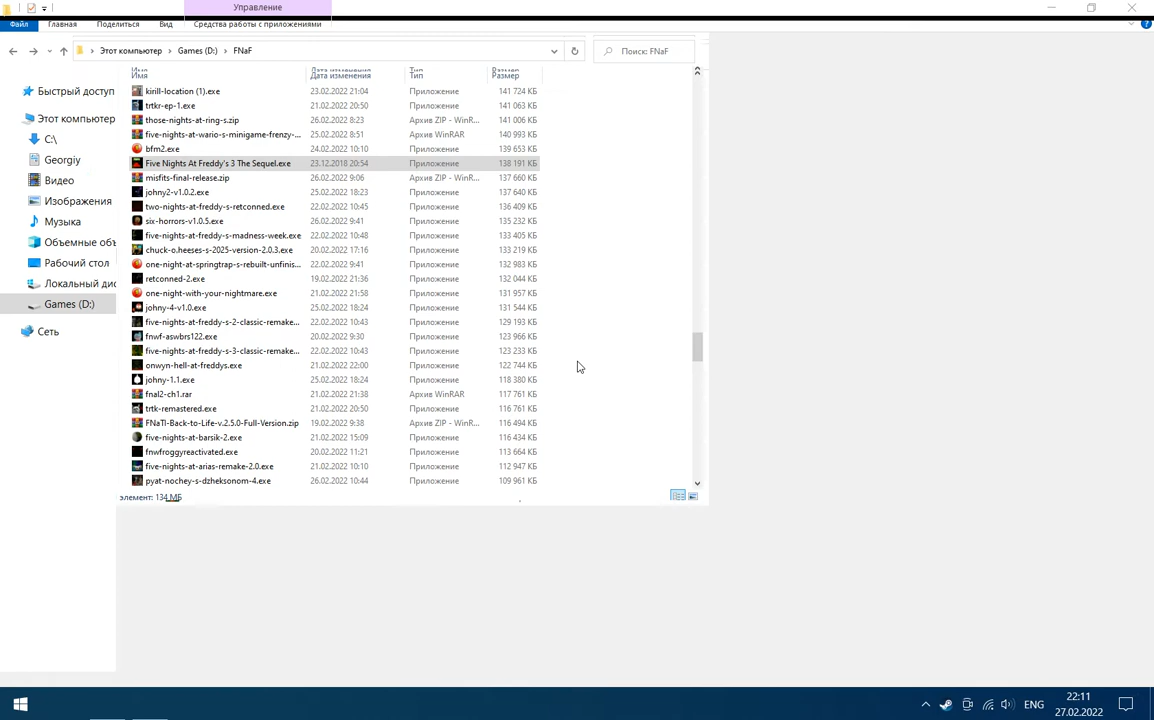 Управление
Файл Главная Поделиться Вид Средства работы с приложениями
Этот компьютер > Games (D:) > FNaF
Поиск: FNaF
Быстрый доступ
Этот компьютер
C:\
Georgiy
Видео
Изображения
Музыка
Объемные объ
Рабочий стол
Локальный дис
Games (D:)
Сеть
Имя Дата изменения Тип Размер
kirill-location (1).exe 23.02.2022 21:04 Приложение 141 724 КБ
trtkr-ep-1.exe 21.02.2022 20:50 Приложение 141 063 КБ
those-nights-at-ring-s.zip 26.02.2022 8:23 Архив ZIP - WinR... 141 006 КБ
five-nights-at-wario-s-minigame-frenzy-... 25.02.2022 8:51 Архив WinRAR 140 993 КБ
bfm2.exe 24.02.2022 10:10 Приложение 139 653 КБ
Five Nights At Freddy's 3 The Sequel.exe 23.12.2018 20:54 Приложение 138 191 КБ
misfits-final-release.zip 26.02.2022 9:06 Архив ZIP - WinR... 137 660 КБ
johny2-v1.0.2.exe 25.02.2022 18:23 Приложение 137 640 КБ
two-nights-at-freddy-s-retconned.exe 22.02.2022 10:45 Приложение 136 409 КБ
six-horrors-v1.0.5.exe 26.02.2022 9:41 Приложение 135 232 КБ
five-nights-at-freddy-s-madness-week.exe 22.02.2022 10:48 Приложение 133 405 КБ
chuck-o.heeses-s-2025-version-2.0.3.exe 20.02.2022 17:16 Приложение 133 219 КБ
one-night-at-springtrap-s-rebuilt-unfinis... 22.02.2022 9:41 Приложение 132 983 КБ
retconned-2.exe 19.02.2022 21:36 Приложение 132 044 КБ
one-night-with-your-nightmare.exe 21.02.2022 21:58 Приложение 131 957 КБ
johny-4-v1.0.exe 25.02.2022 18:24 Приложение 131 544 КБ
five-nights-at-freddy-s-2-classic-remake... 22.02.2022 10:43 Приложение 129 193 КБ
fnwf-aswbrs122.exe 20.02.2022 9:30 Приложение 123 966 КБ
five-nights-at-freddy-s-3-classic-remake... 22.02.2022 10:43 Приложение 123 233 КБ
onwyn-hell-at-freddys.exe 21.02.2022 22:00 Приложение 122 744 КБ
johny-1.1.exe 25.02.2022 18:24 Приложение 118 380 КБ
fnal2-ch1.rar 21.02.2022 21:38 Архив WinRAR 117 761 КБ
trtk-remastered.exe 21.02.2022 20:50 Приложение 116 761 КБ
FNaTI-Back-to-Life-v.2.5.0-Full-Version.zip 19.02.2022 9:38 Архив ZIP - WinR... 116 494 КБ
five-nights-at-barsik-2.exe 21.02.2022 15:09 Приложение 116 434 КБ
fnwfroggyreactivated.exe 20.02.2022 11:21 Приложение 113 664 КБ
five-nights-at-arias-remake-2.0.exe 21.02.2022 10:10 Приложение 112 947 КБ
pyat-nochey-s-dzheksonom-4.exe 26.02.2022 10:44 Приложение 109 961 КБ
элемент: 134 МБ
ENG
22:11
27.02.2022